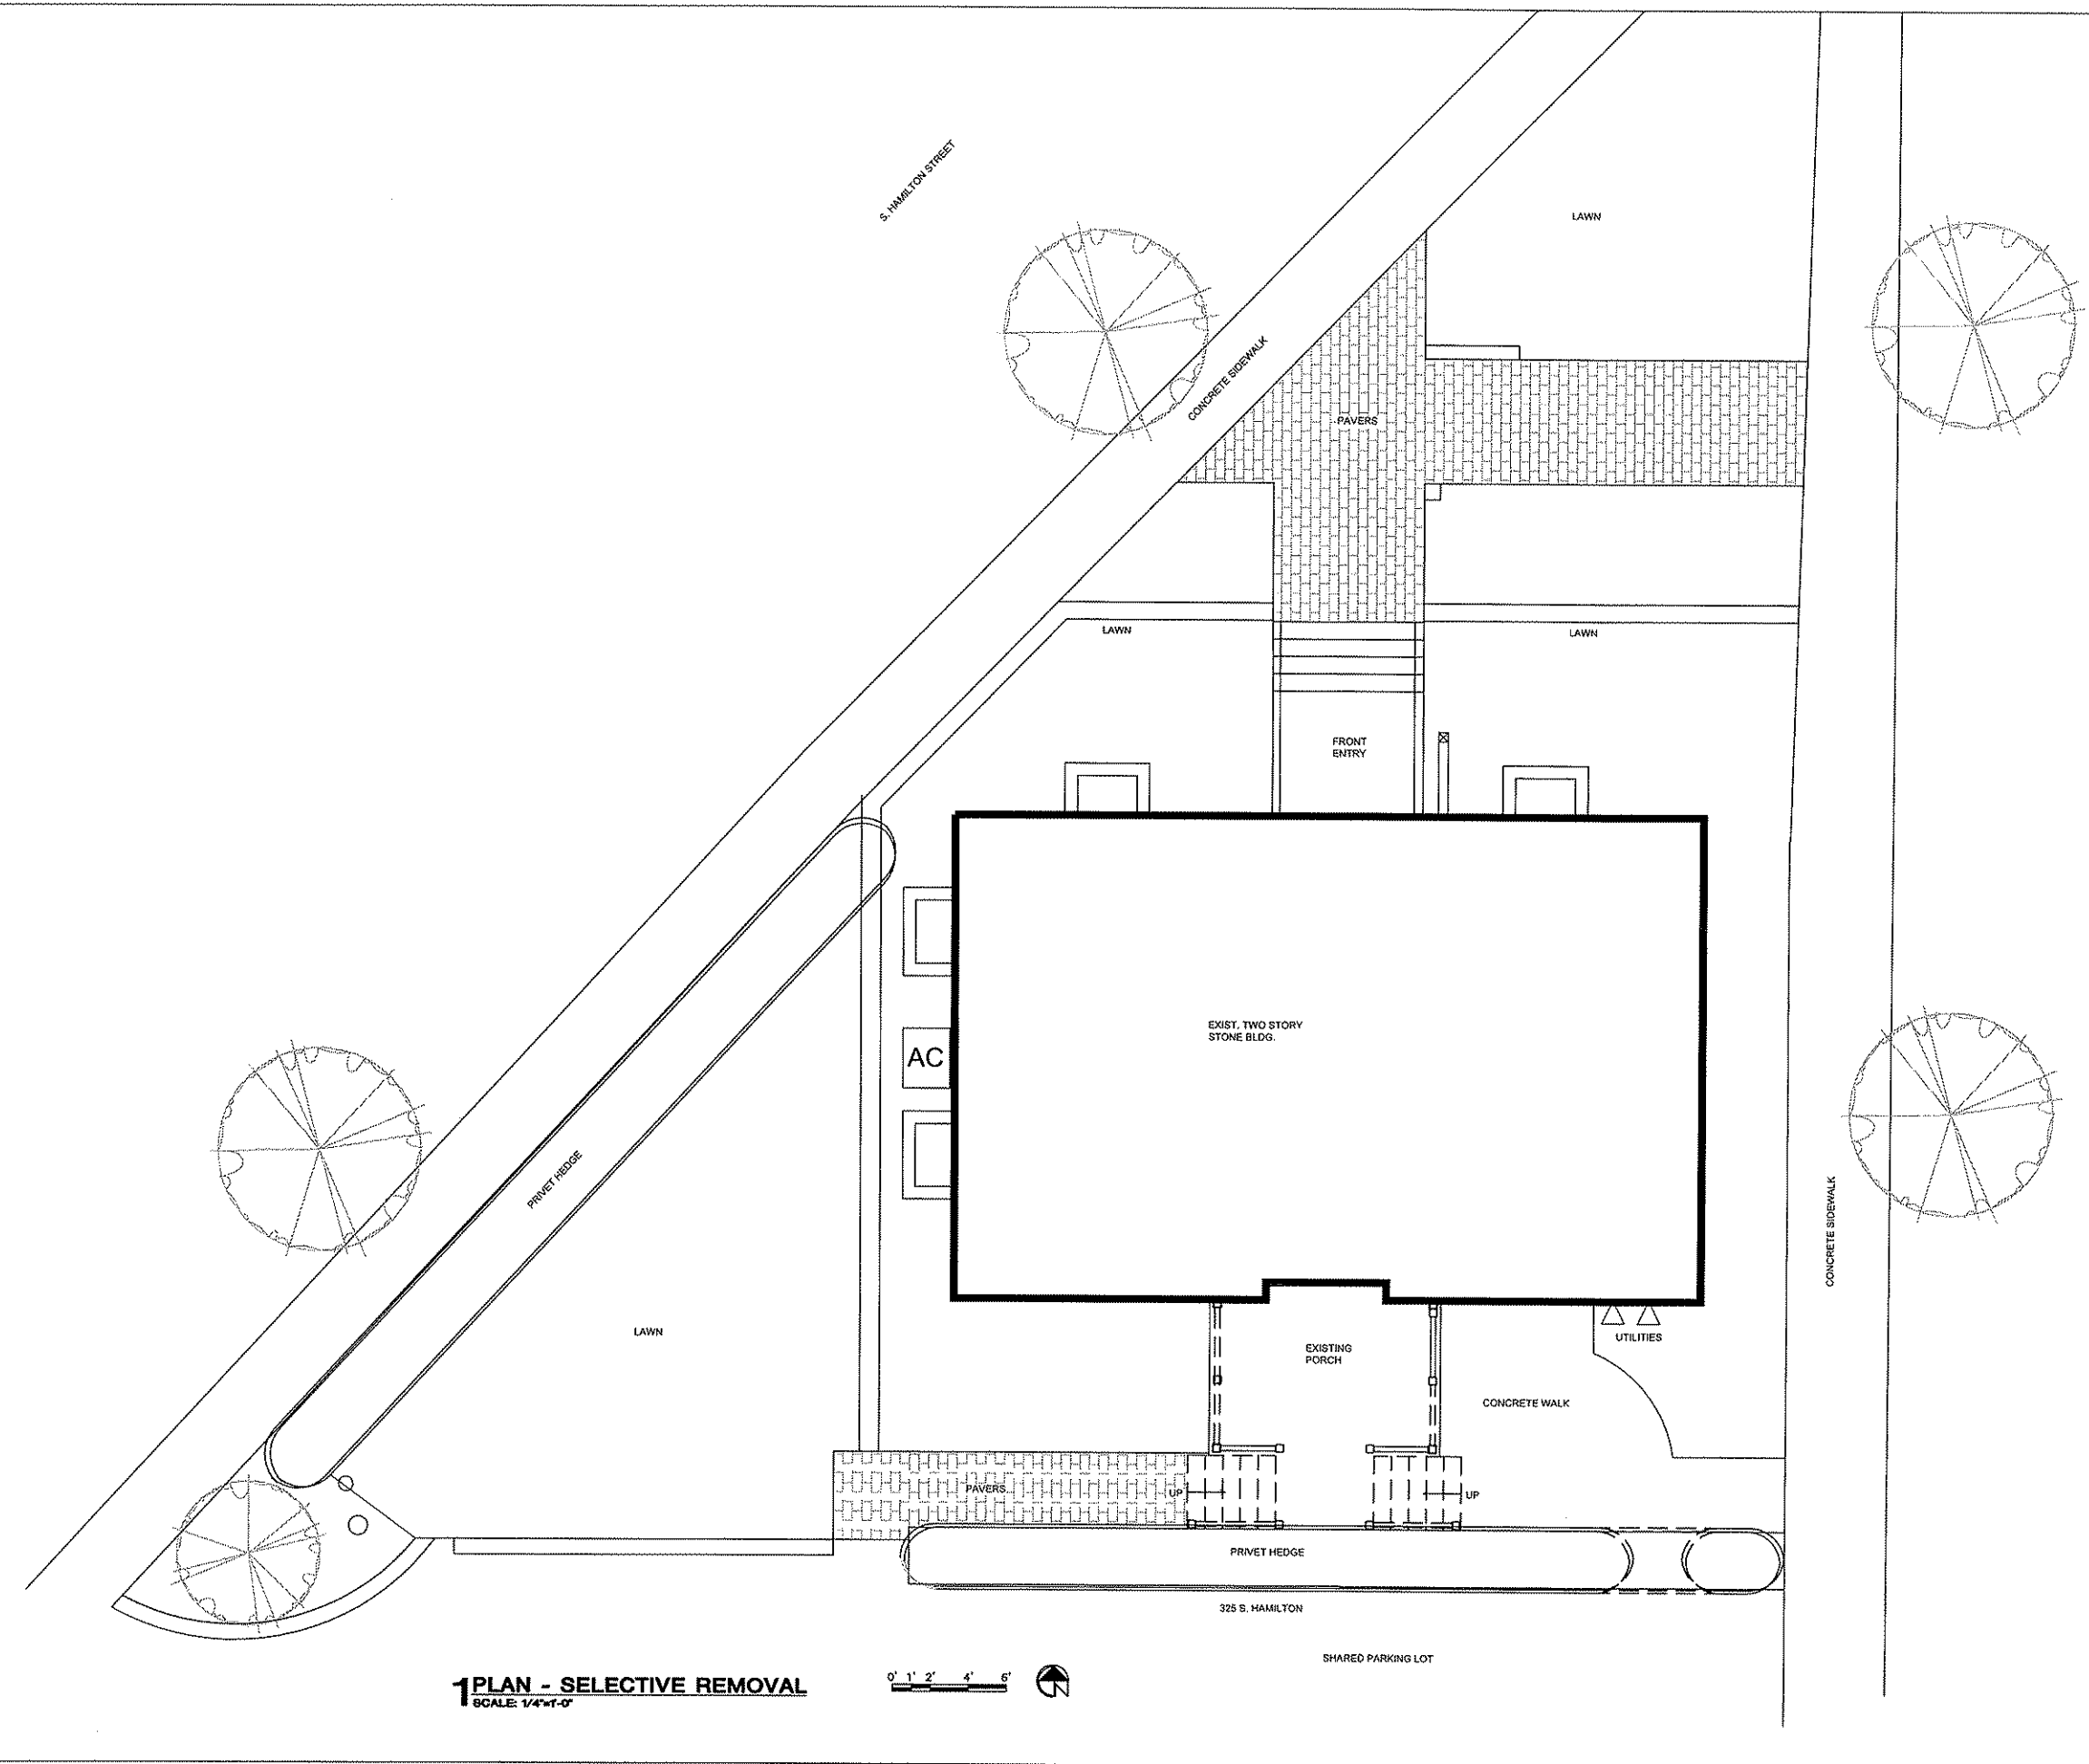 S. HAMILTON STREET
LAWN
CONCRETE SIDEWALK
PAVERS
LAWN
LAWN
FRONT
ENTRY
EXIST. TWO STORY
STONE BLDG.
AC
PRIVET HEDGE
CONCRETE SIDEWALK
LAWN
UTILITIES
EXISTING
PORCH
CONCRETE WALK
PAVERS
UP
UP
PRIVET HEDGE
325 S. HAMILTON
SHARED PARKING LOT
1 PLAN - SELECTIVE REMOVAL
SCALE: 1/4"=1'-0"
0' 1' 2' 4' 6'
N